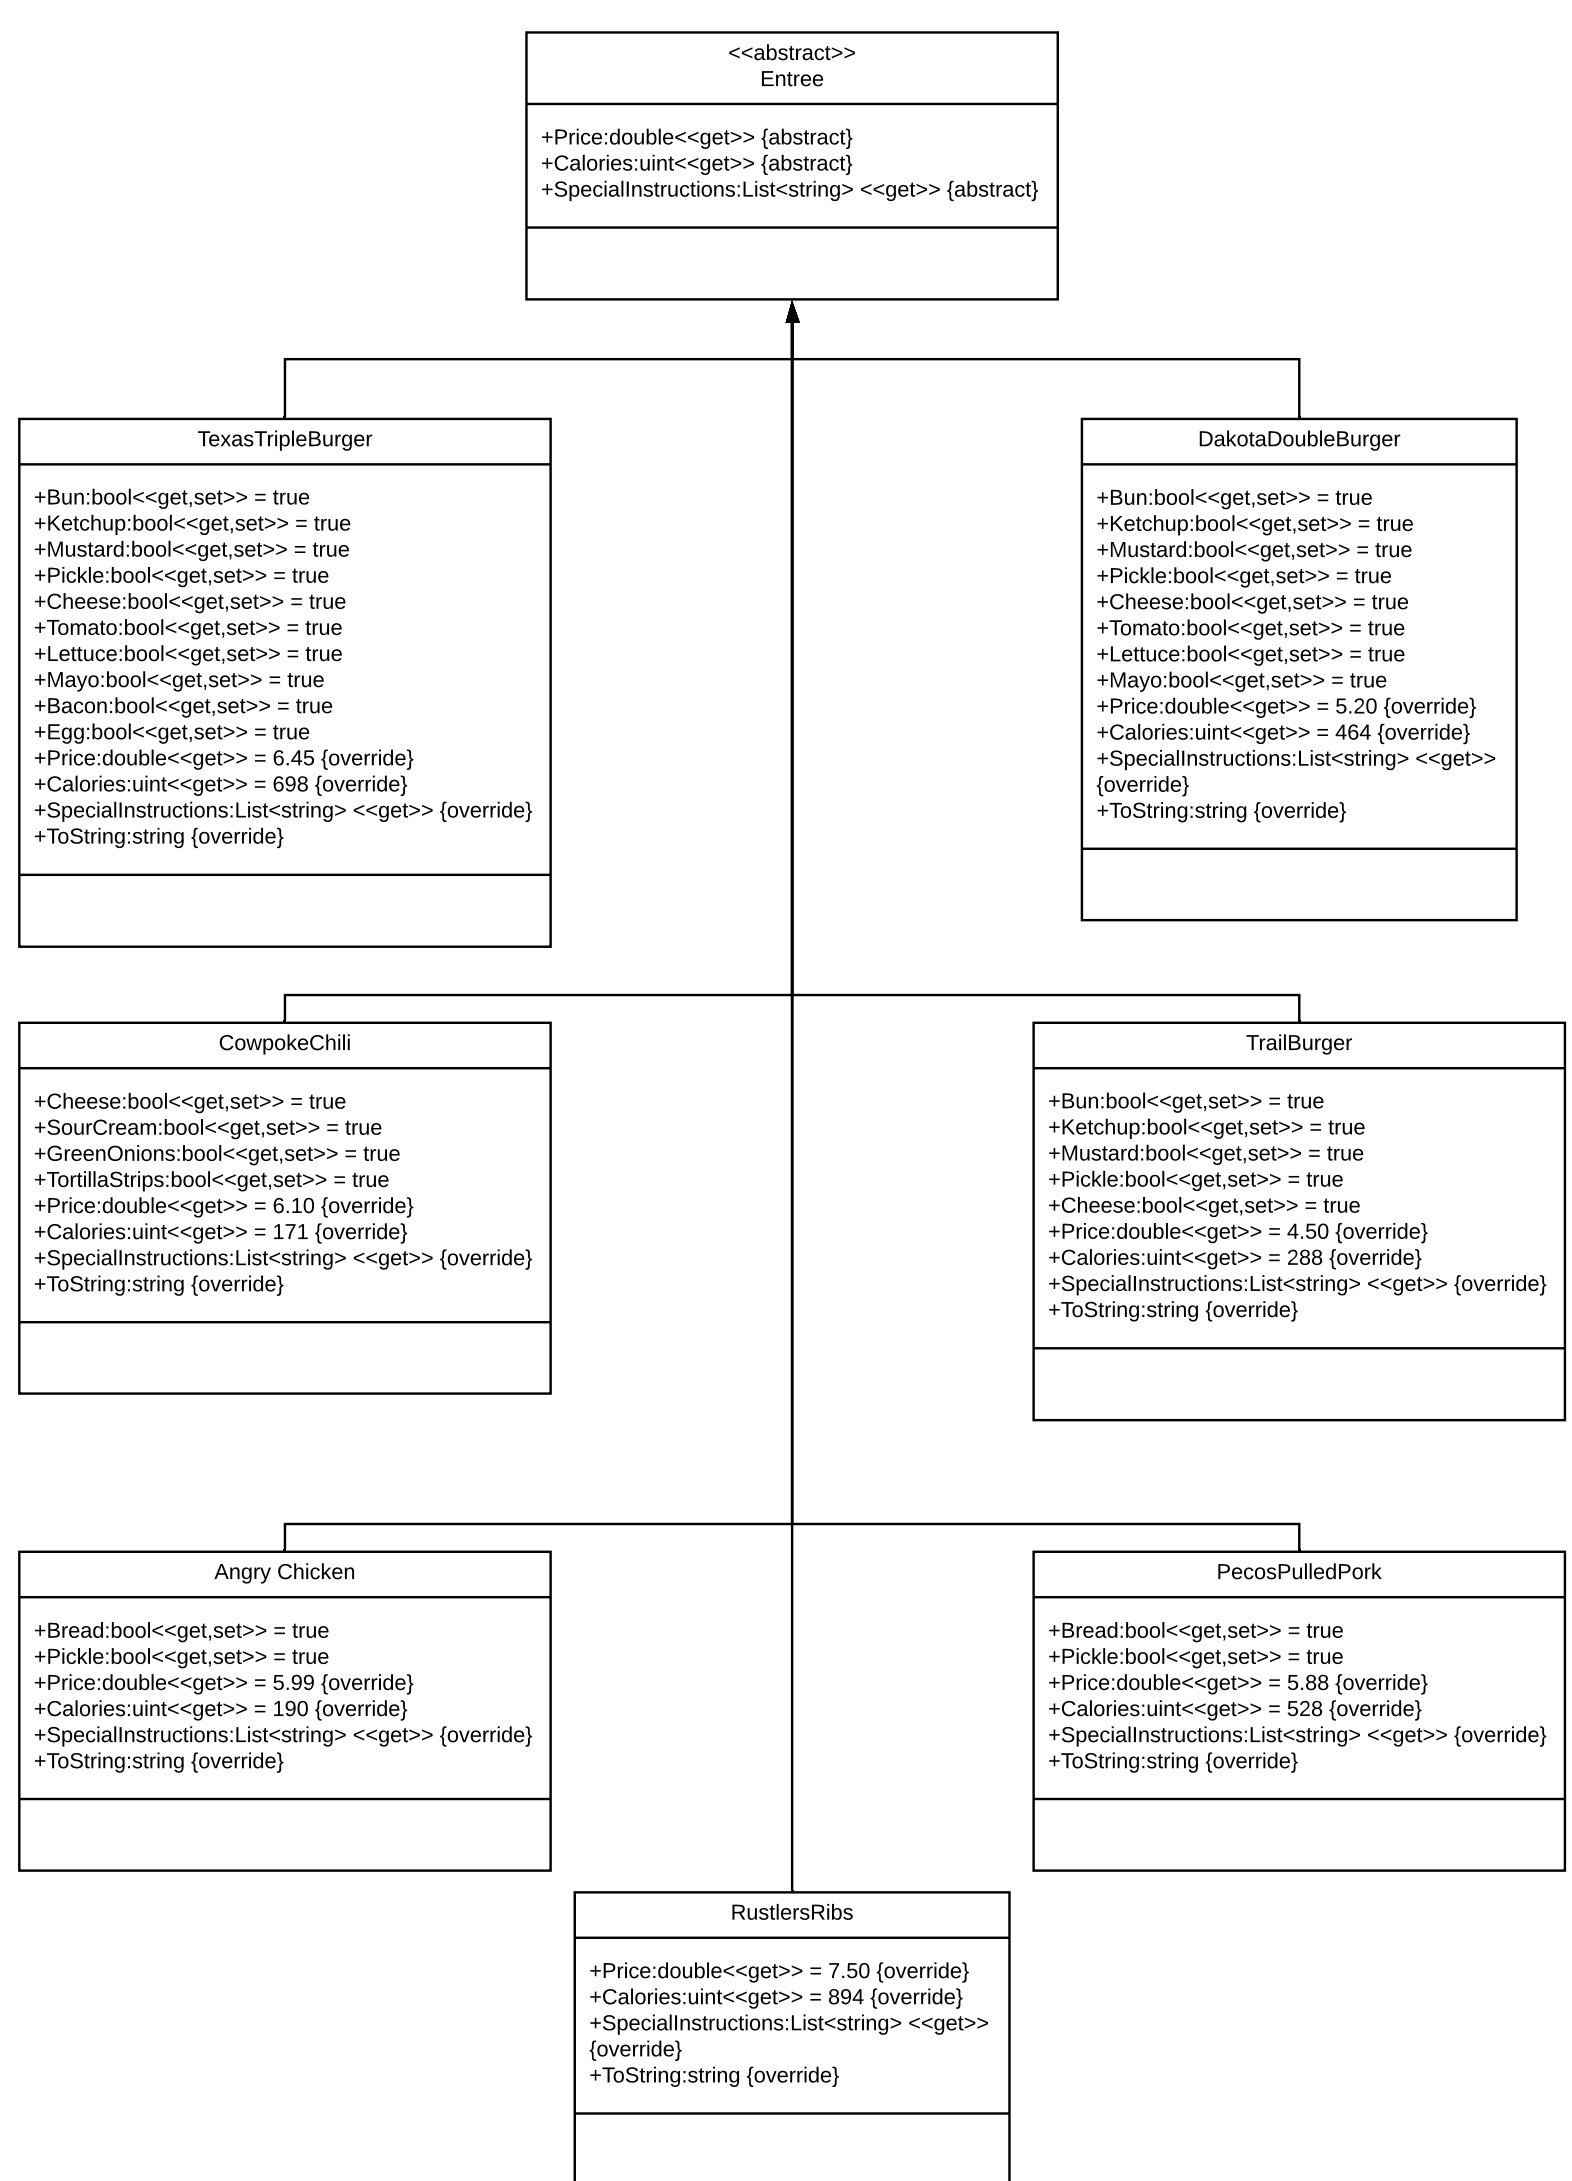 <<abstract>>
Entree
+Price:double<<get>> {abstract}
+Calories:uint<<get>> {abstract}
+SpecialInstructions:List<string> <<get>> {abstract}
TexasTripleBurger
+Bun:bool<<get,set>> = true
+Ketchup:bool<<get,set>> = true
+Mustard:bool<<get,set>> = true
+Pickle:bool<<get,set>> = true
+Cheese:bool<<get,set>> = true
+Tomato:bool<<get,set>> = true
+Lettuce:bool<<get,set>> = true
+Mayo:bool<<get,set>> = true
+Bacon:bool<<get,set>> = true
+Egg:bool<<get,set>> = true
+Price:double<<get>> = 6.45 {override}
+Calories:uint<<get>> = 698 {override}
+SpecialInstructions:List<string> <<get>> {override}
+ToString:string {override}
DakotaDoubleBurger
+Bun:bool<<get,set>> = true
+Ketchup:bool<<get,set>> = true
+Mustard:bool<<get,set>> = true
+Pickle:bool<<get,set>> = true
+Cheese:bool<<get,set>> = true
+Tomato:bool<<get,set>> = true
+Lettuce:bool<<get,set>> = true
+Mayo:bool<<get,set>> = true
+Price:double<<get>> = 5.20 {override}
+Calories:uint<<get>> = 464 {override}
+SpecialInstructions:List<string> <<get>>
{override}
+ToString:string {override}
CowpokeChili
+Cheese:bool<<get,set>> = true
+SourCream:bool<<get,set>> = true
+GreenOnions:bool<<get,set>> = true
+TortillaStrips:bool<<get,set>> = true
+Price:double<<get>> = 6.10 {override}
+Calories:uint<<get>> = 171 {override}
+SpecialInstructions:List<string> <<get>> {override}
+ToString:string {override}
TrailBurger
+Bun:bool<<get,set>> = true
+Ketchup:bool<<get,set>> = true
+Mustard:bool<<get,set>> = true
+Pickle:bool<<get,set>> = true
+Cheese:bool<<get,set>> = true
+Price:double<<get>> = 4.50 {override}
+Calories:uint<<get>> = 288 {override}
+SpecialInstructions:List<string> <<get>> {override}
+ToString:string {override}
Angry Chicken
+Bread:bool<<get,set>> = true
+Pickle:bool<<get,set>> = true
+Price:double<<get>> = 5.99 {override}
+Calories:uint<<get>> = 190 {override}
+SpecialInstructions:List<string> <<get>> {override}
+ToString:string {override}
PecosPulledPork
+Bread:bool<<get,set>> = true
+Pickle:bool<<get,set>> = true
+Price:double<<get>> = 5.88 {override}
+Calories:uint<<get>> = 528 {override}
+SpecialInstructions:List<string> <<get>> {override}
+ToString:string {override}
RustlersRibs
+Price:double<<get>> = 7.50 {override}
+Calories:uint<<get>> = 894 {override}
+SpecialInstructions:List<string> <<get>>
{override}
+ToString:string {override}